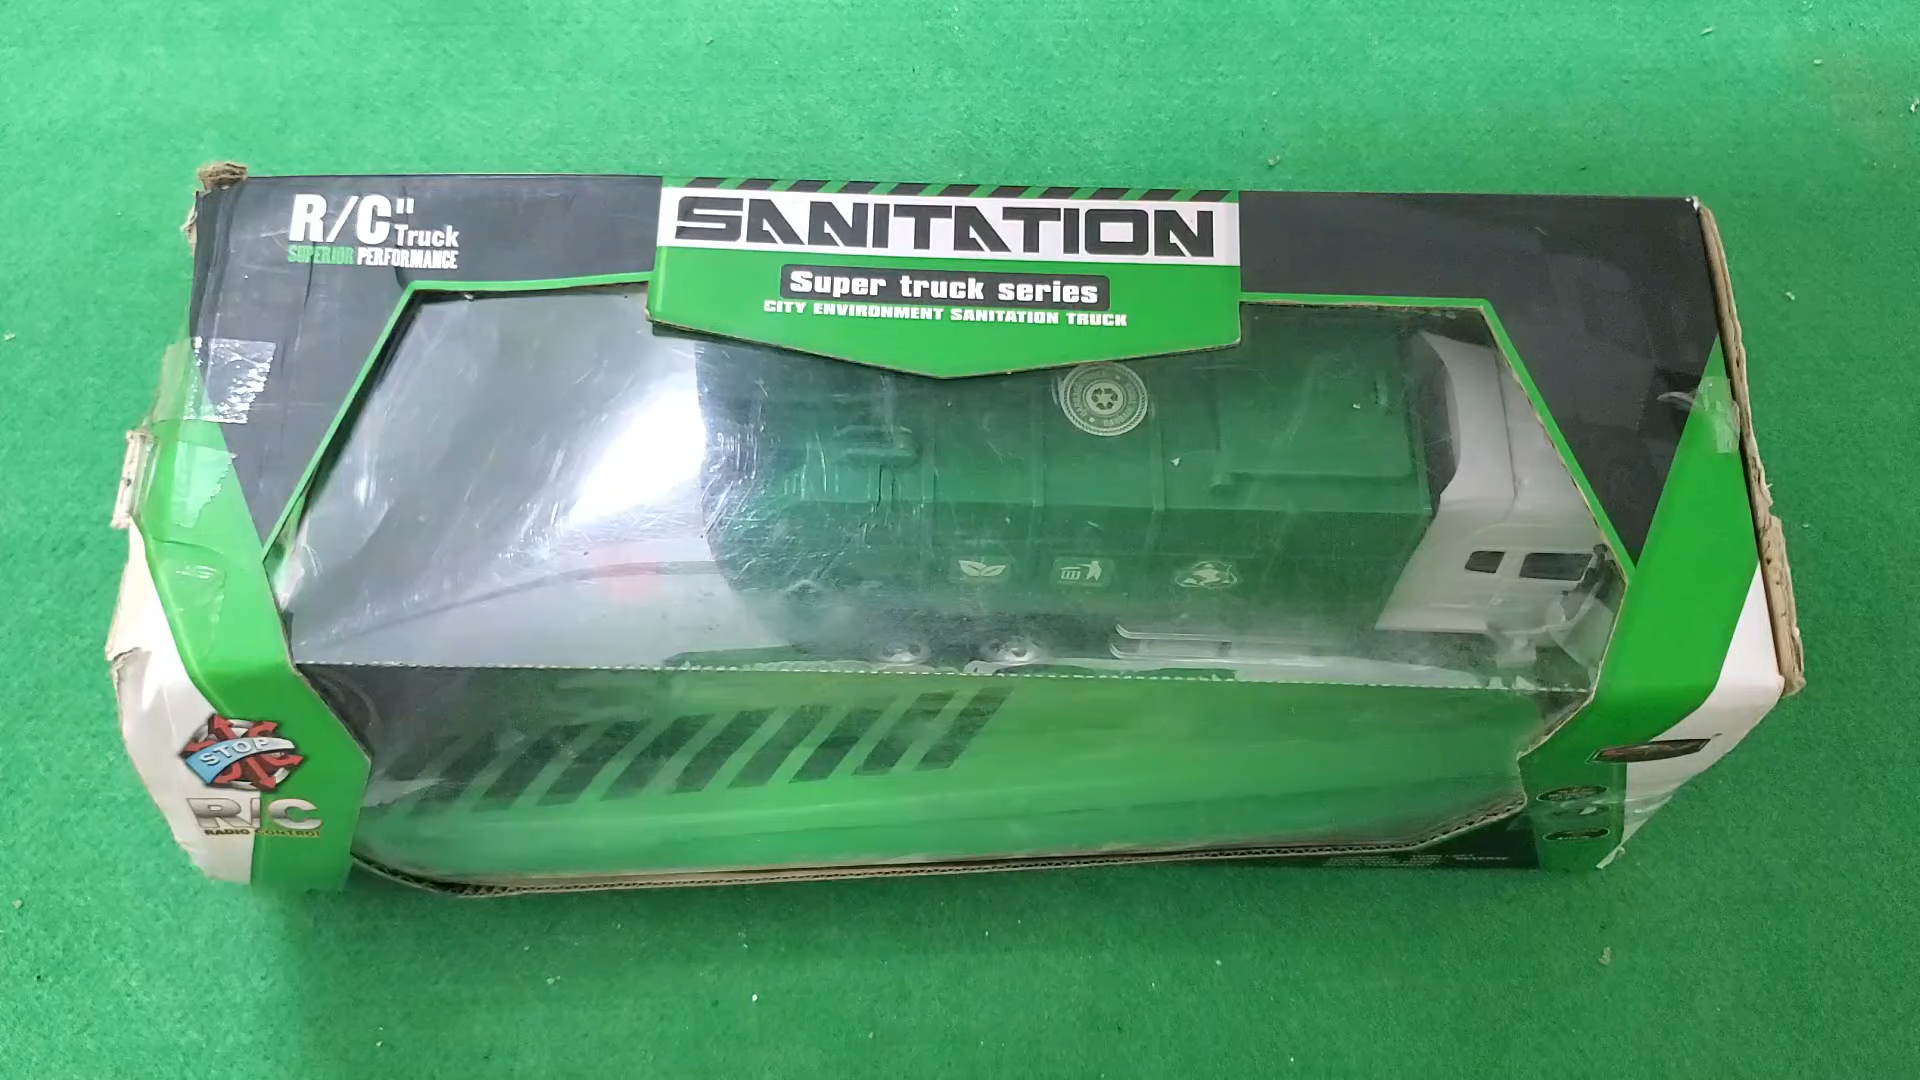 R/C"
Truck
SUPERIOR PERFORMANCE
SANITATION
Super truck series
CITY ENVIRONMENT SANITATION TRUCK
STOP
R/C
RADIO CONTROL